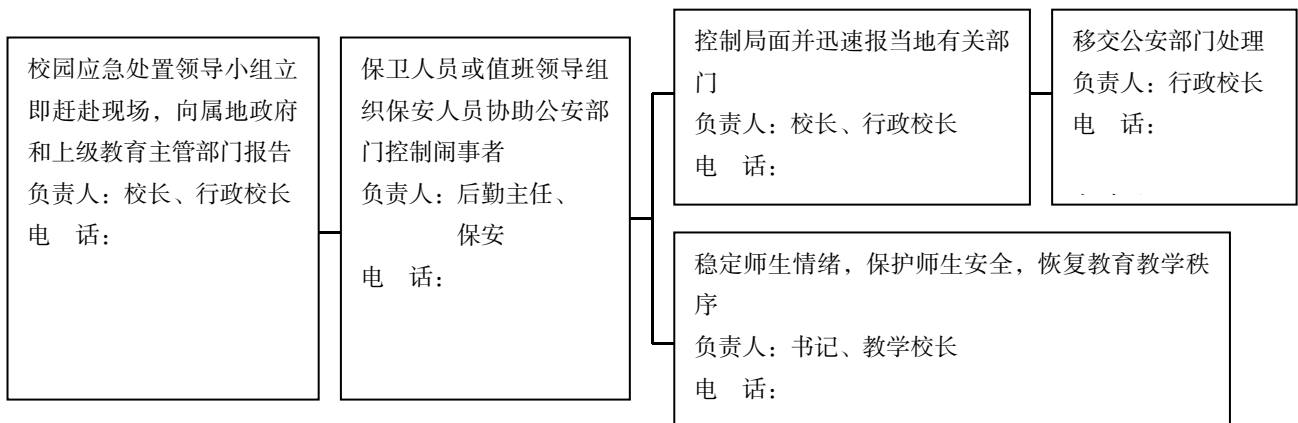 校园应急处置领导小组立
即赶赴现场，向属地政府
和上级教育主管部门报告
负责人：校长、行政校长
电　话：
保卫人员或值班领导组
织保安人员协助公安部
门控制闹事者
负责人：后勤主任、
保安
电　话：
控制局面并迅速报当地有关部
门
负责人：校长、行政校长
电　话：
移交公安部门处理
负责人：行政校长
电　话：
稳定师生情绪，保护师生安全，恢复教育教学秩
序
负责人：书记、教学校长
电　话：